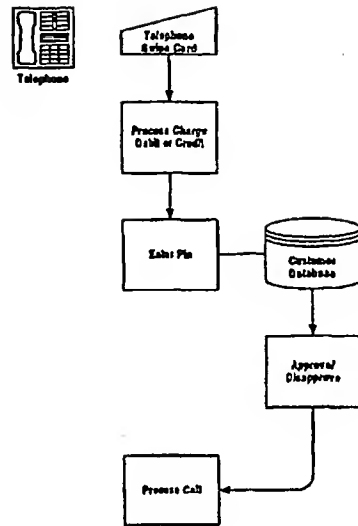 Telephone
Swipe Card
Telephone
Process Charge
Debit or Credit
Enter Pin
Customer
Database
Approval/
Disapprove
Process Call